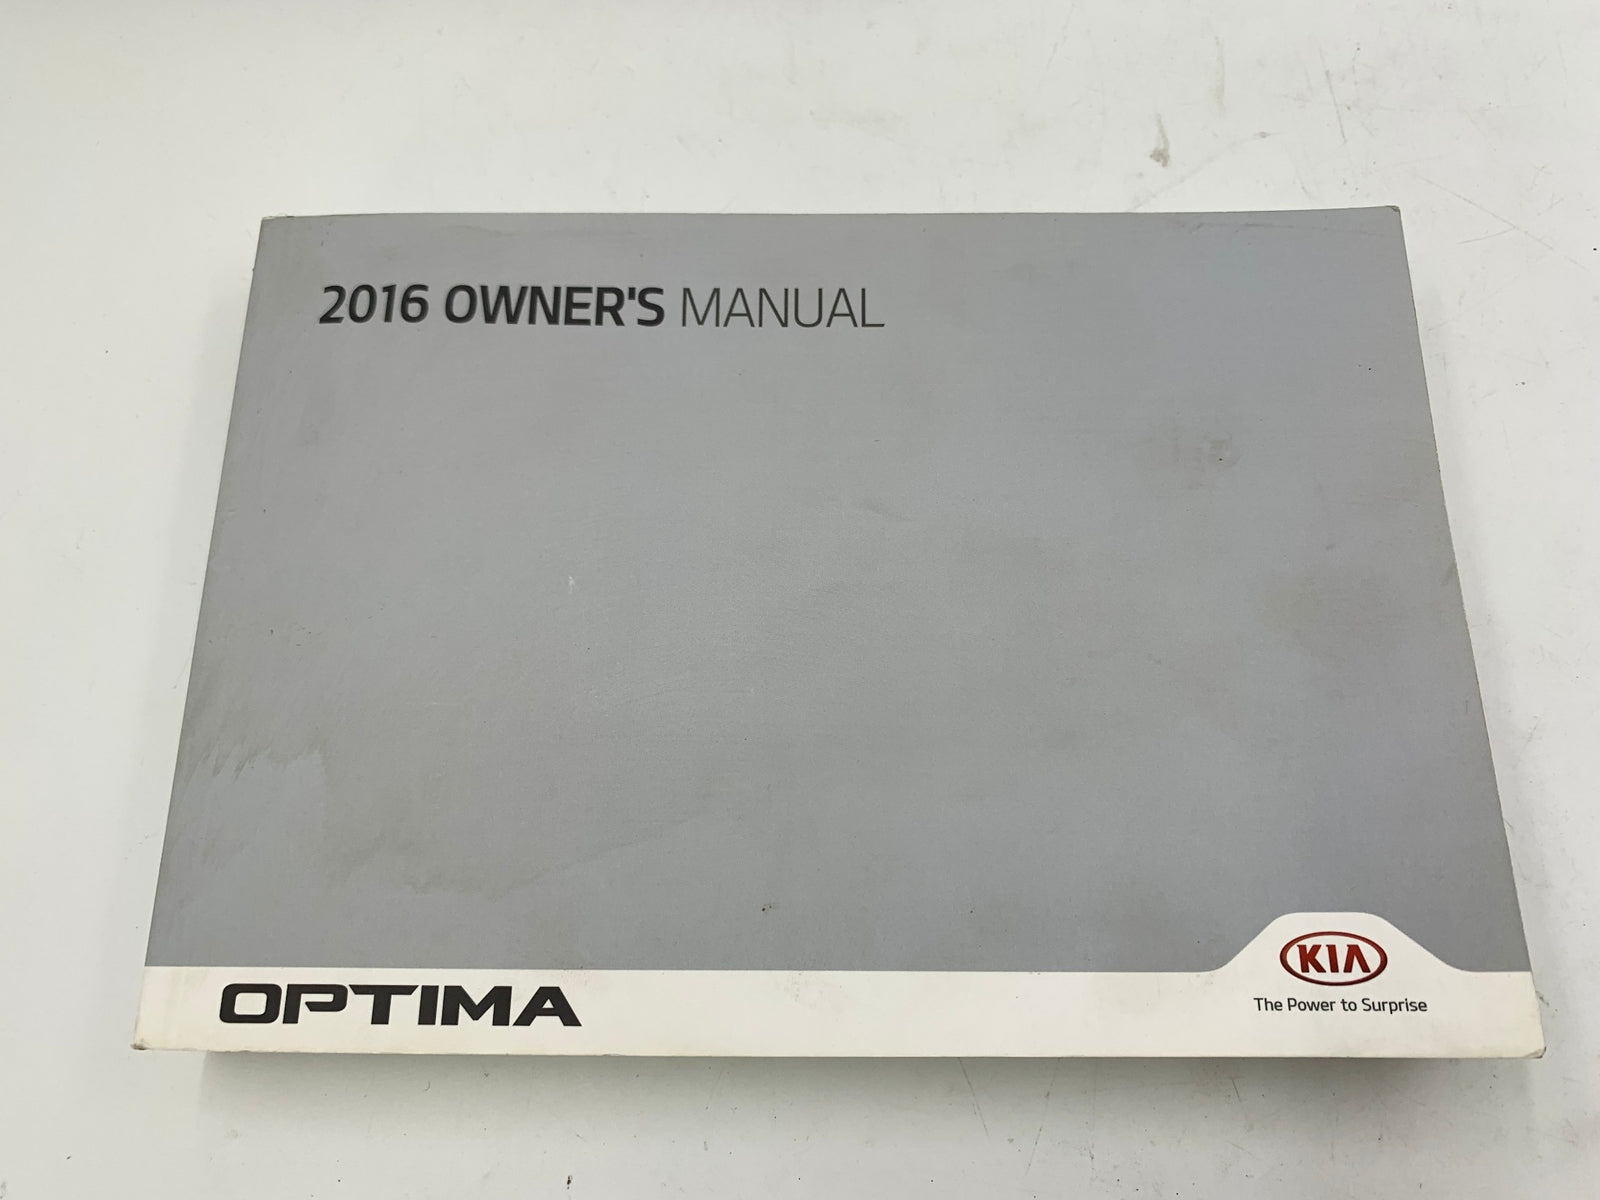 2016 OWNER'S MANUAL
OPTIMA
KIA
The Power to Surprise